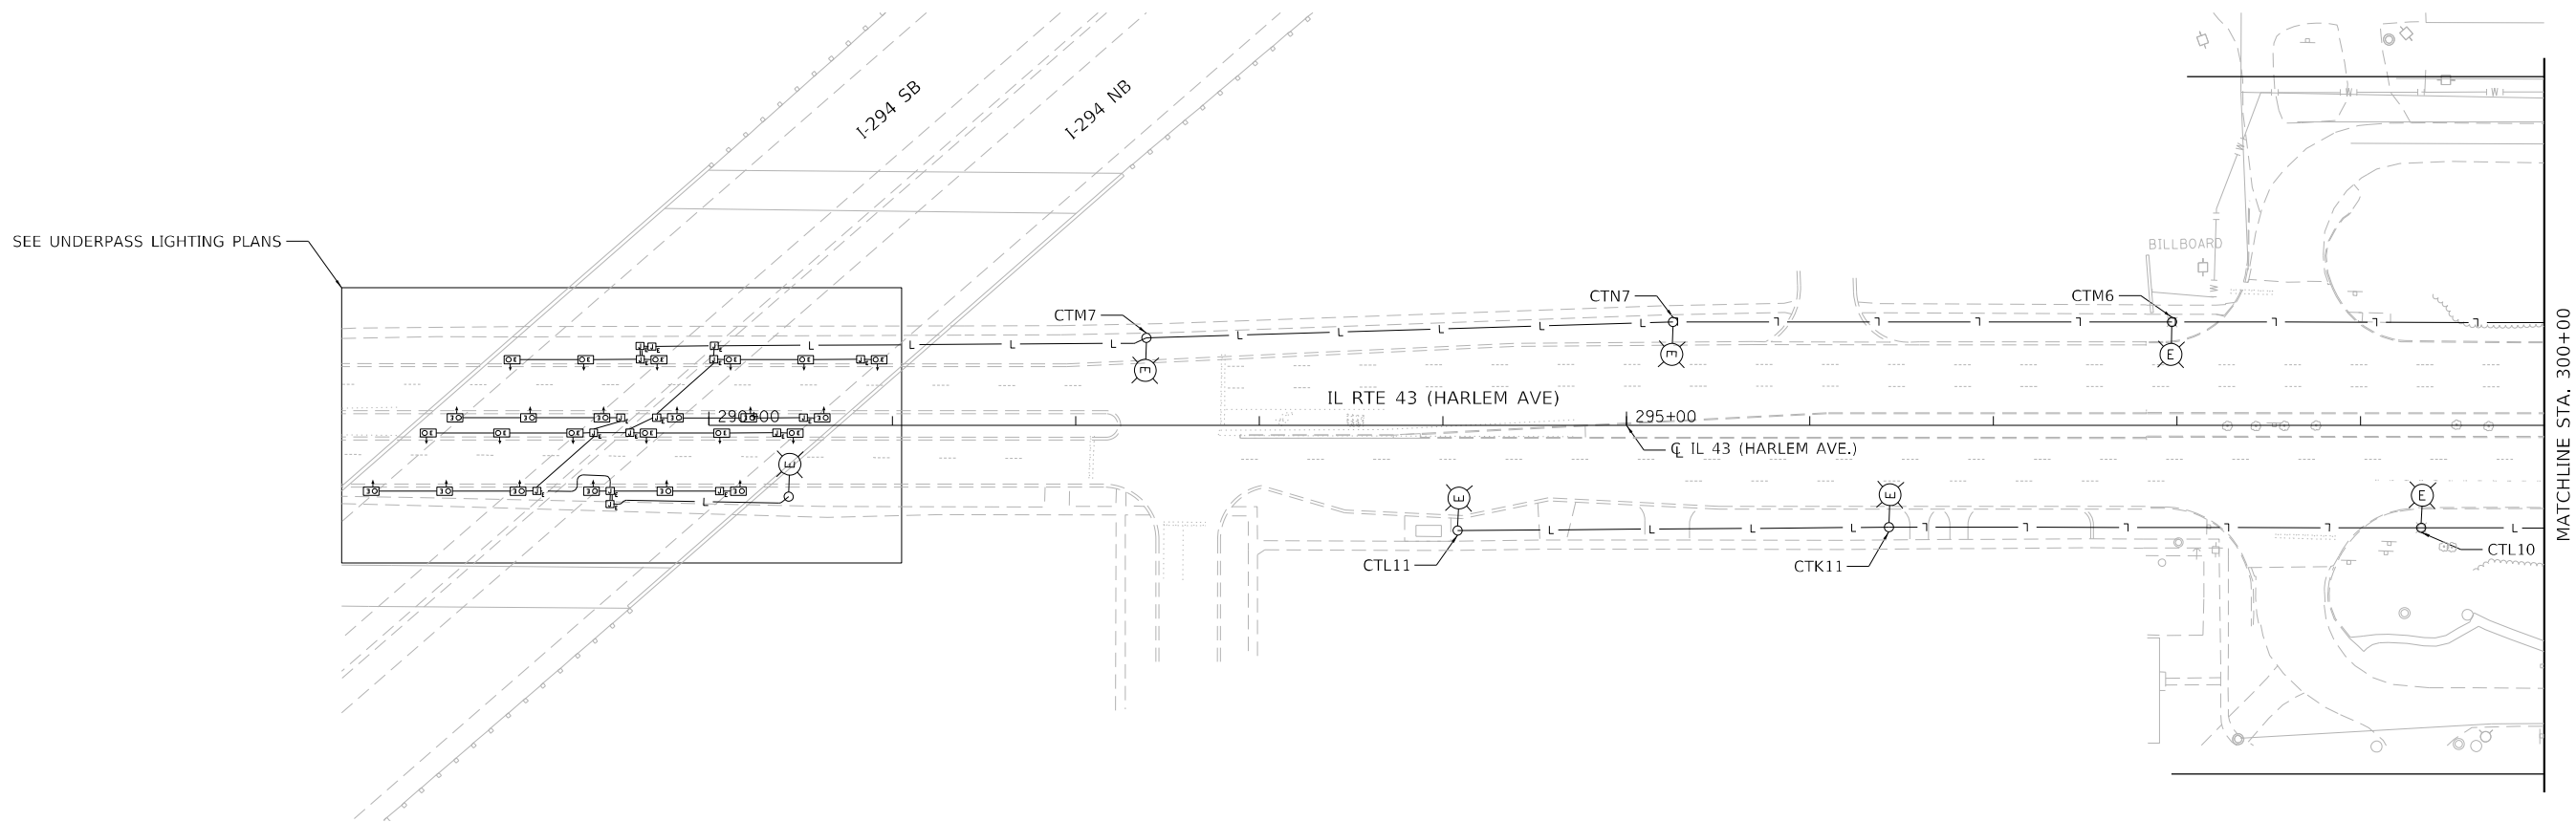 I-294 SB
I-294 NB
SEE UNDERPASS LIGHTING PLANS
BILLBOARD
CTM7
CTN7
CTM6
IL RTE 43 (HARLEM AVE)
290+00
295+00
℄ IL 43 (HARLEM AVE.)
CTL11
CTK11
CTL10
MATCHLINE STA. 300+00